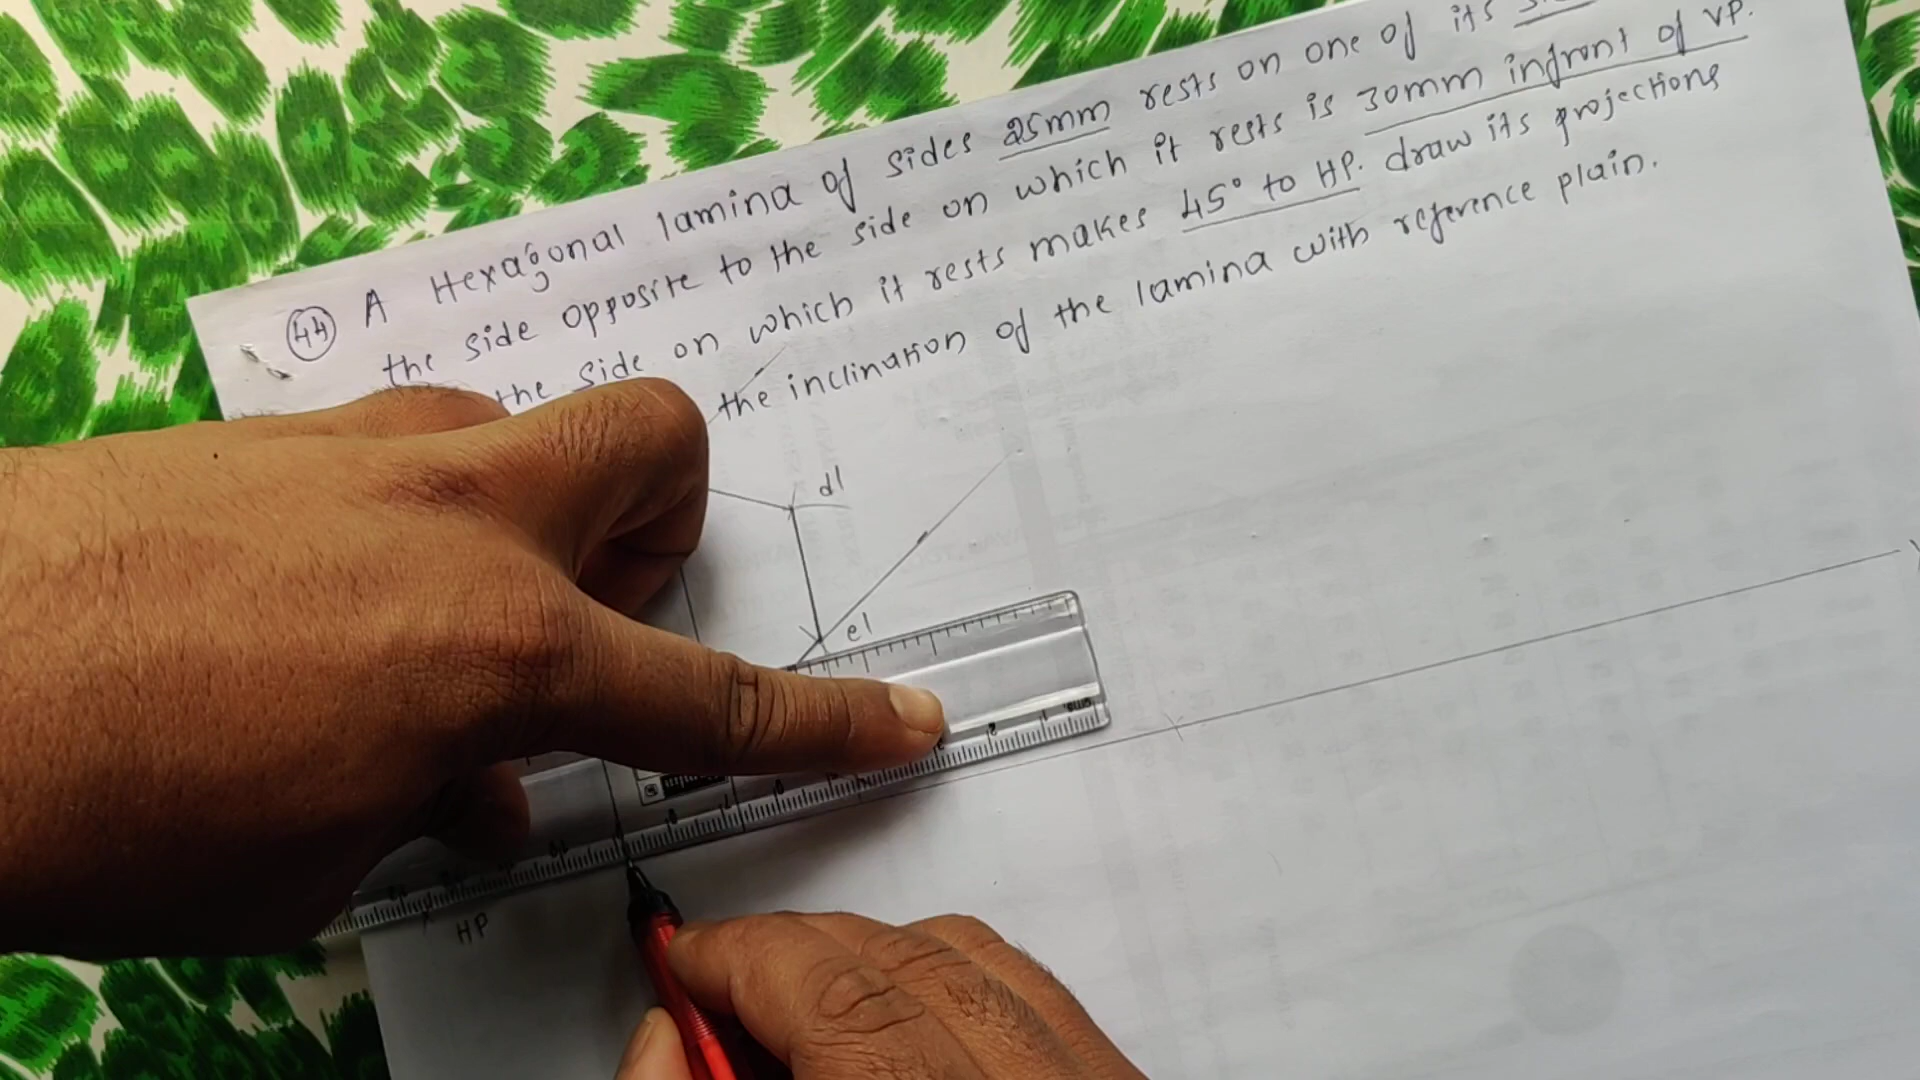 44 A Hexagonal lamina of sides 25mm rests on one of its
the side opposite to the side on which it rests is 30mm infront of VP.
the side on which it rests makes 45° to HP. draw its projections
the inclination of the lamina with reference plain.
d1
e1
HP